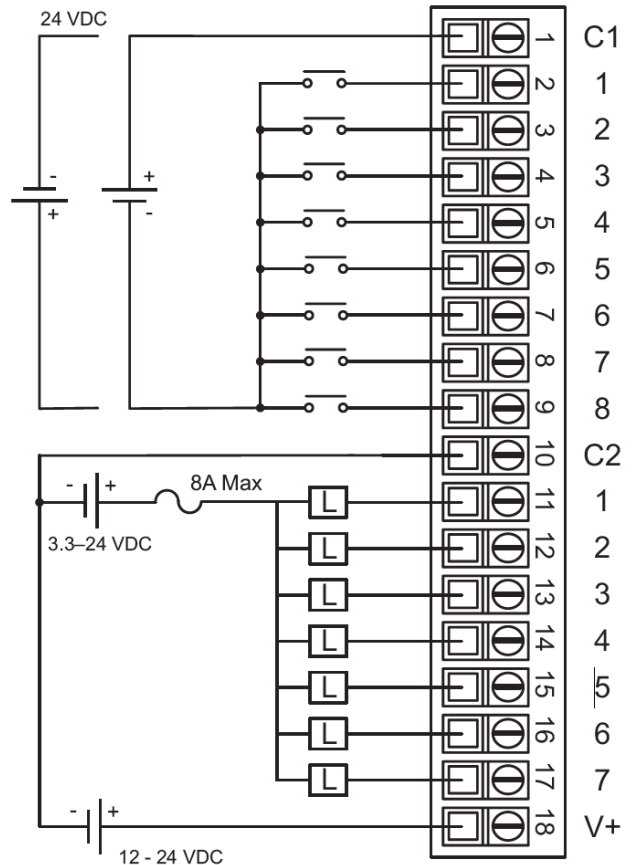 24 VDC
1 C1
2 1
- + 3 2
+ - 4 3
5 4
6 5
7 6
8 7
9 8
10 C2
- + 8A Max L 11 1
3.3–24 VDC
L 12 2
L 13 3
L 14 4
L 15 5
L 16 6
L 17 7
- + 18 V+
12 - 24 VDC